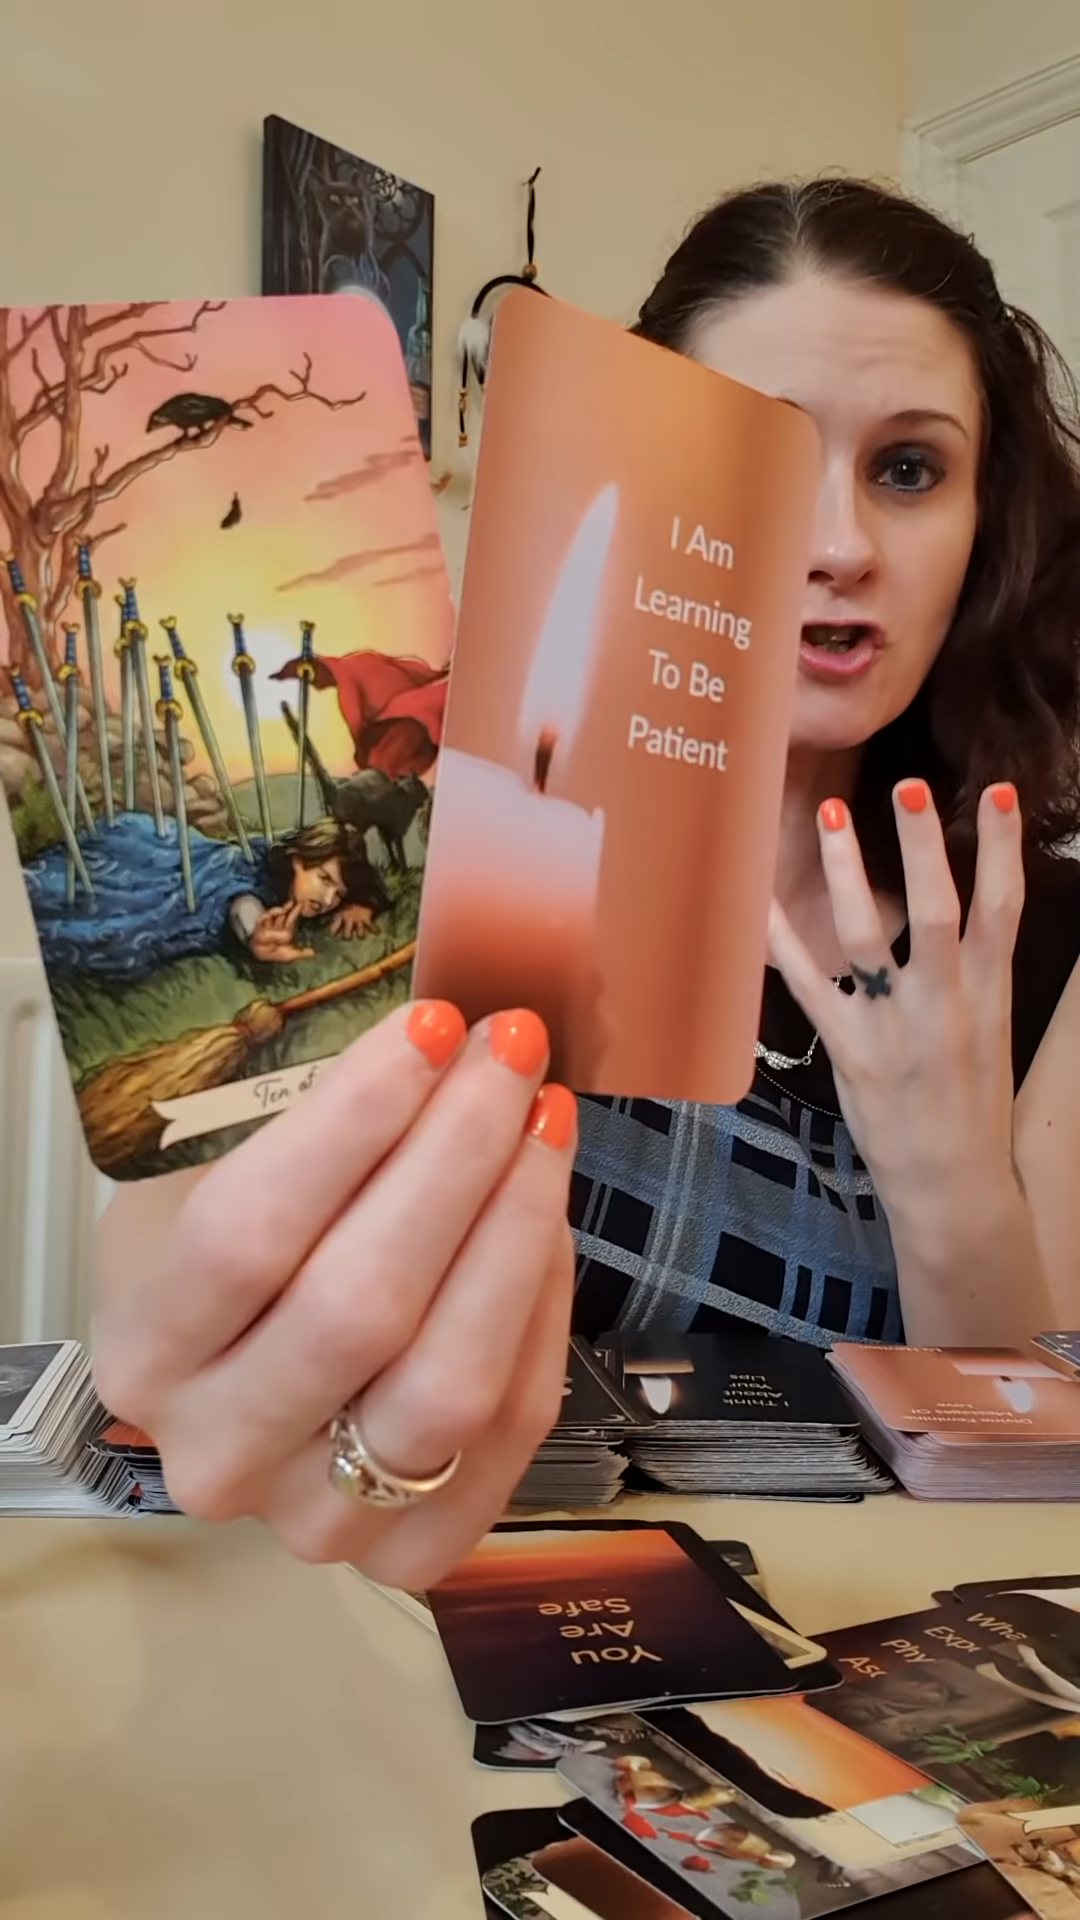 I Am
Learning
To Be
Patient
Ten of
I Think
About
Your
Lips
Divine Feminine
Messages Of
Love
You
Are
Safe